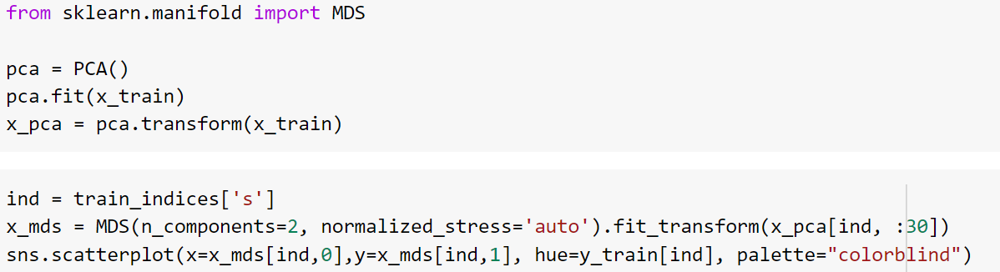 from sklearn.manifold import MDS
pca = PCA()
pca.fit(x_train)
x_pca = pca.transform(x_train)
ind = train_indices['s']
x_mds = MDS(n_components=2, normalized_stress='auto').fit_transform(x_pca[ind, :30])
sns.scatterplot(x=x_mds[ind,0],y=x_mds[ind,1], hue=y_train[ind], palette="colorblind")